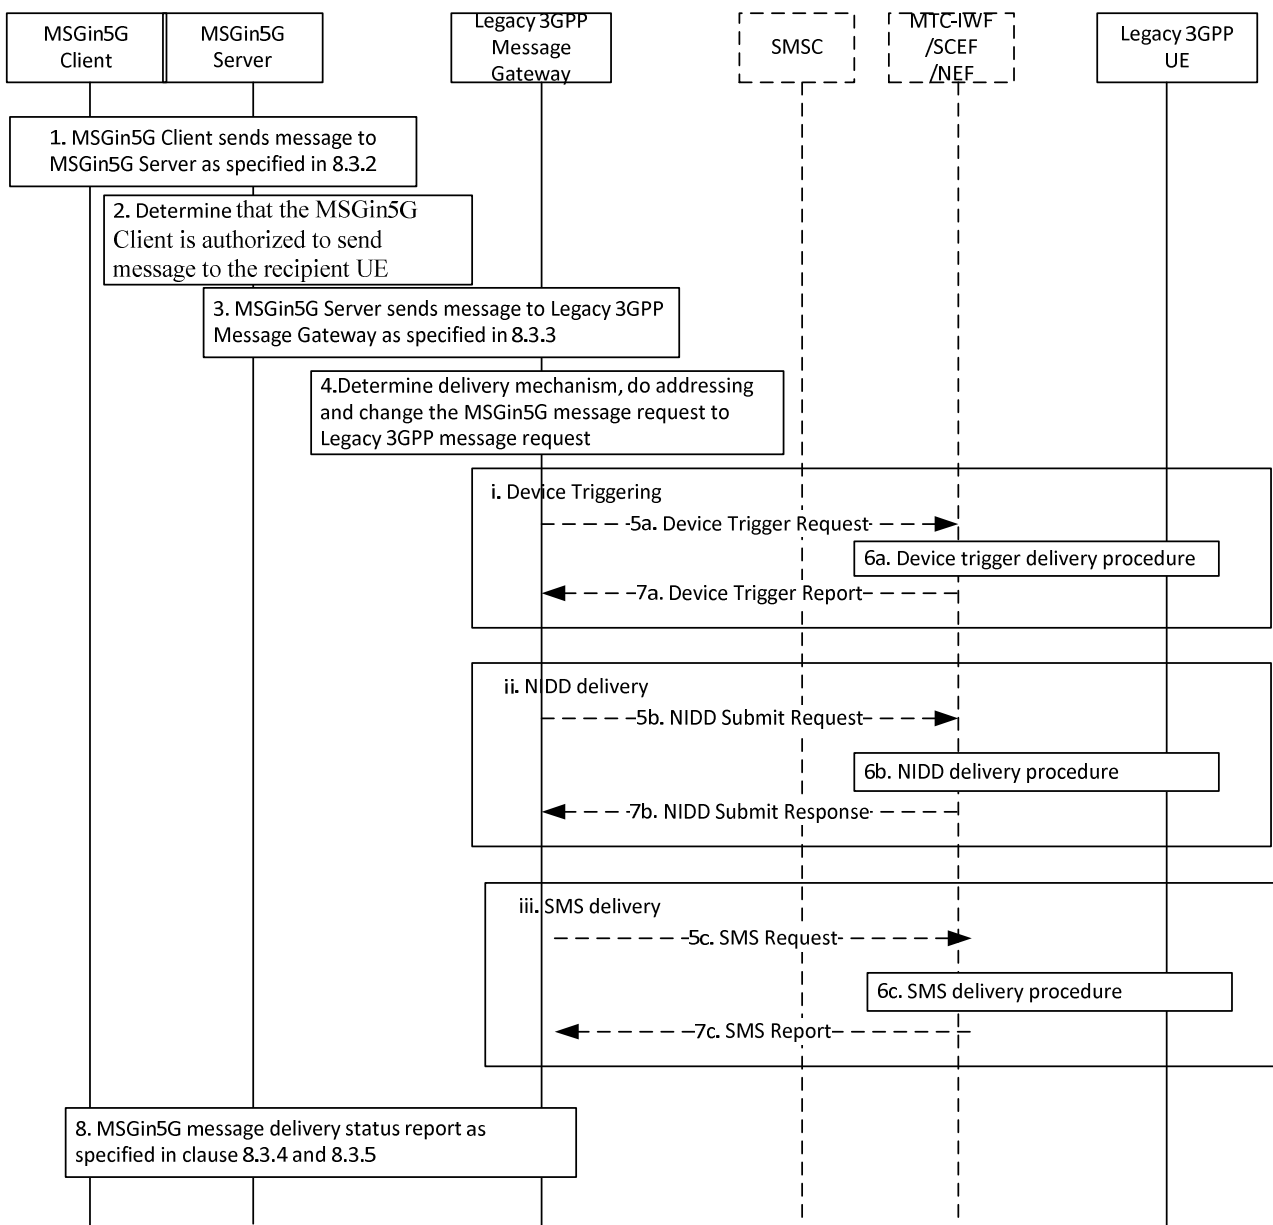 MSGin5G
Client
MSGin5G
Server
Legacy 3GPP
Message
Gateway
SMSC
MTC-IWF
/SCEF
/NEF
Legacy 3GPP
UE
1. MSGin5G Client sends message to
MSGin5G Server as specified in 8.3.2
2. Determine that the MSGin5G
Client is authorized to send
message to the recipient UE
3. MSGin5G Server sends message to Legacy 3GPP
Message Gateway as specified in 8.3.3
4.Determine delivery mechanism, do addressing
and change the MSGin5G message request to
Legacy 3GPP message request
i. Device Triggering
5a. Device Trigger Request
6a. Device trigger delivery procedure
7a. Device Trigger Report
ii. NIDD delivery
5b. NIDD Submit Request
6b. NIDD delivery procedure
7b. NIDD Submit Response
iii. SMS delivery
5c. SMS Request
6c. SMS delivery procedure
7c. SMS Report
8. MSGin5G message delivery status report as
specified in clause 8.3.4 and 8.3.5